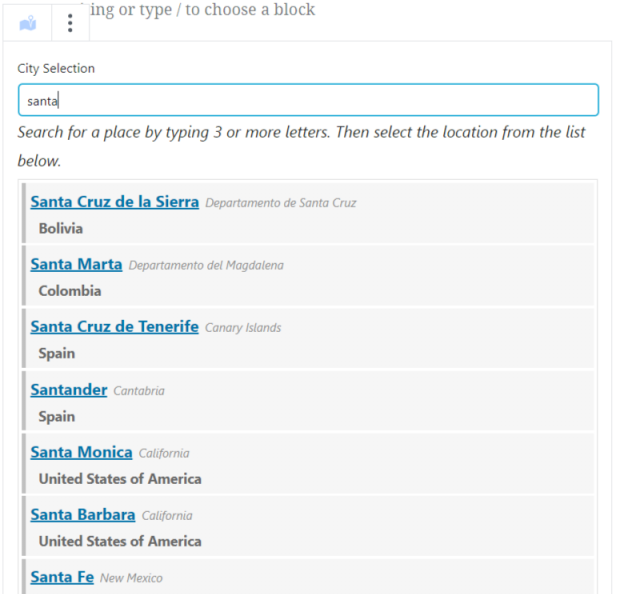 ing or type / to choose a block
City Selection
santa
Search for a place by typing 3 or more letters. Then select the location from the list
below.
Santa Cruz de la Sierra Departamento de Santa Cruz
Bolivia
Santa Marta Departamento del Magdalena
Colombia
Santa Cruz de Tenerife Canary Islands
Spain
Santander Cantabria
Spain
Santa Monica California
United States of America
Santa Barbara California
United States of America
Santa Fe New Mexico